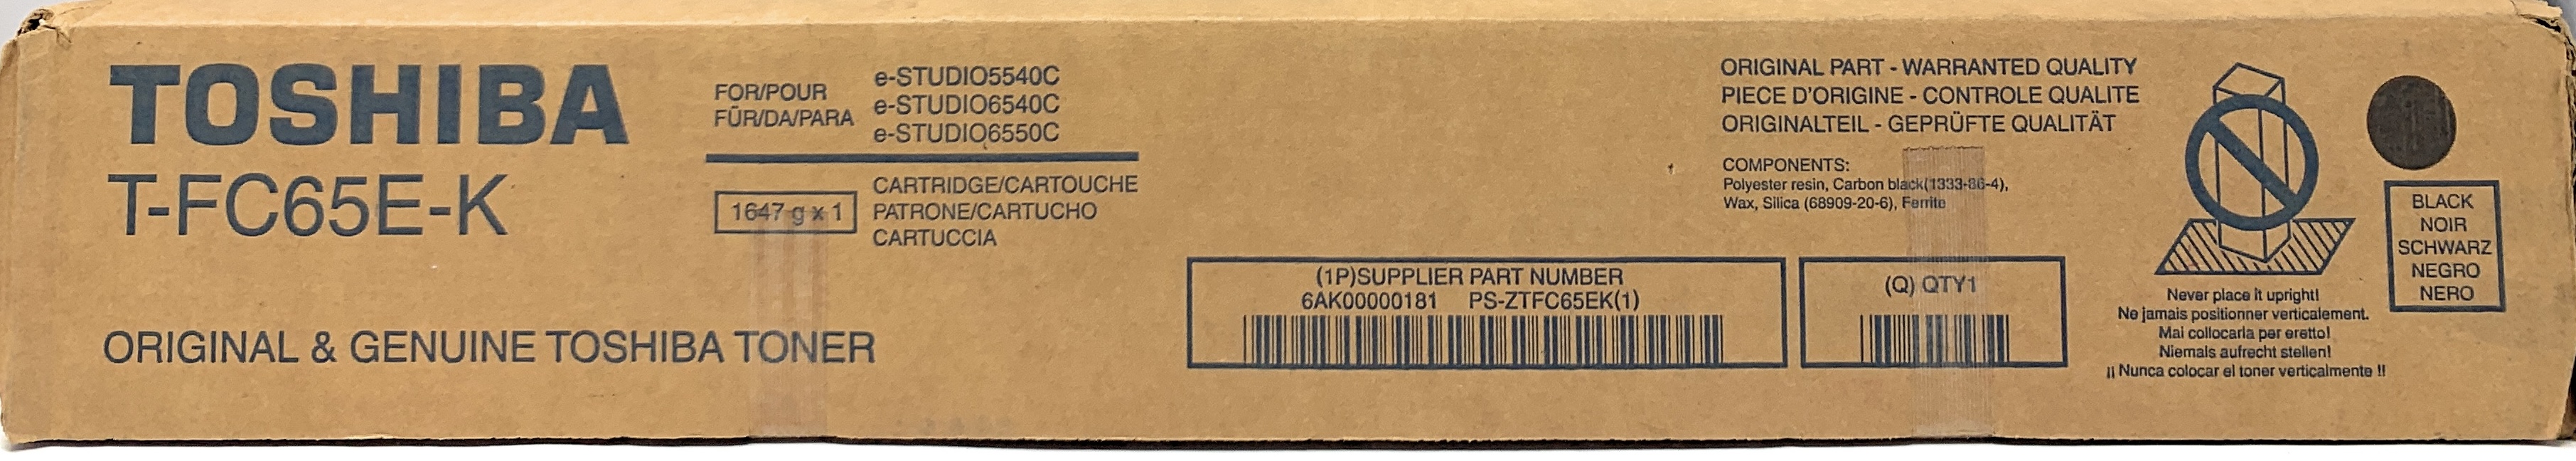 TOSHIBA
T-FC65E-K
ORIGINAL & GENUINE TOSHIBA TONER
FOR/POUR
FÜR/DA/PARA
e-STUDIO5540C
e-STUDIO6540C
e-STUDIO6550C
1647 g x 1
CARTRIDGE/CARTOUCHE
PATRONE/CARTUCHO
CARTUCCIA
(1P)SUPPLIER PART NUMBER
6AK00000181 PS-ZTFC65EK(1)
(Q) QTY1
ORIGINAL PART - WARRANTED QUALITY
PIECE D'ORIGINE - CONTROLE QUALITE
ORIGINALTEIL - GEPRÜFTE QUALITÄT
COMPONENTS:
Polyester resin, Carbon black(1333-86-4),
Wax, Silica (68909-20-6), Ferrite
Never place it upright!
Ne jamais positionner verticalement.
Mai collocarla per eretto!
Niemals aufrecht stellen!
¡¡ Nunca colocar el toner verticalmente !!
BLACK
NOIR
SCHWARZ
NEGRO
NERO